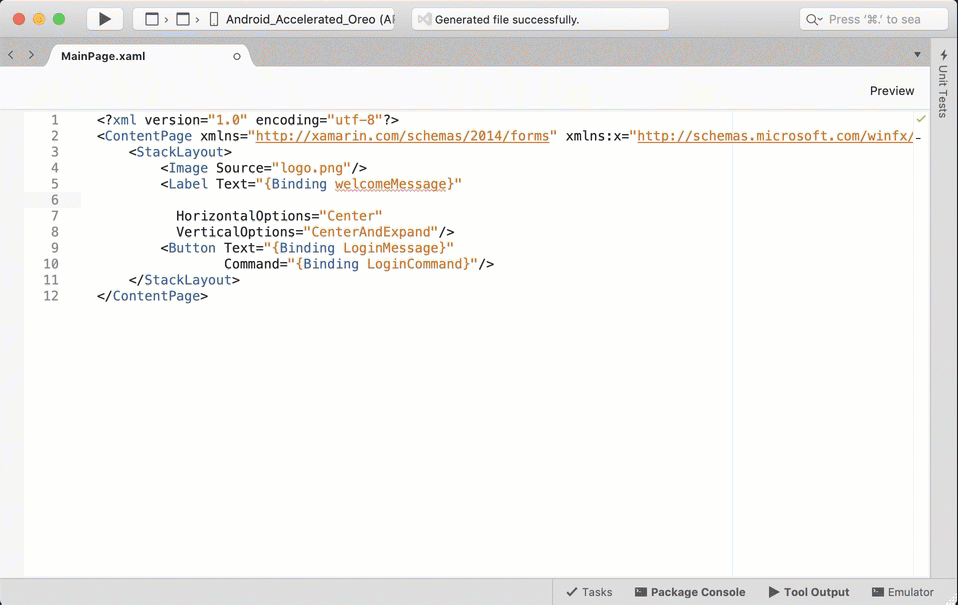 Android_Accelerated_Oreo (AF
Generated file successfully.
Press ‘⌘.’ to sea
MainPage.xaml
Unit Tests
Preview
1 <?xml version="1.0" encoding="utf-8"?>
2 <ContentPage xmlns="http://xamarin.com/schemas/2014/forms" xmlns:x="http://schemas.microsoft.com/winfx/
3 <StackLayout>
4 <Image Source="logo.png"/>
5 <Label Text="{Binding welcomeMessage}"
6
7 HorizontalOptions="Center"
8 VerticalOptions="CenterAndExpand"/>
9 <Button Text="{Binding LoginMessage}"
10 Command="{Binding LoginCommand}"/>
11 </StackLayout>
12 </ContentPage>
Tasks
Package Console
Tool Output
Emulator